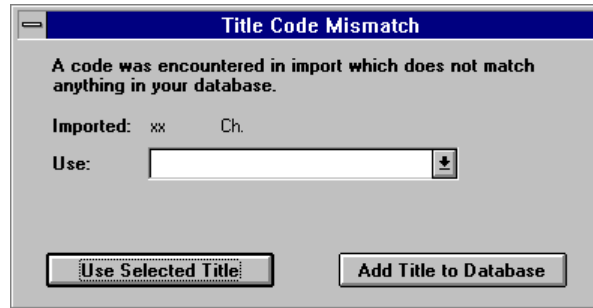 Title Code Mismatch
A code was encountered in import which does not match
anything in your database.
Imported: xx Ch.
Use:
Use Selected Title Add Title to Database